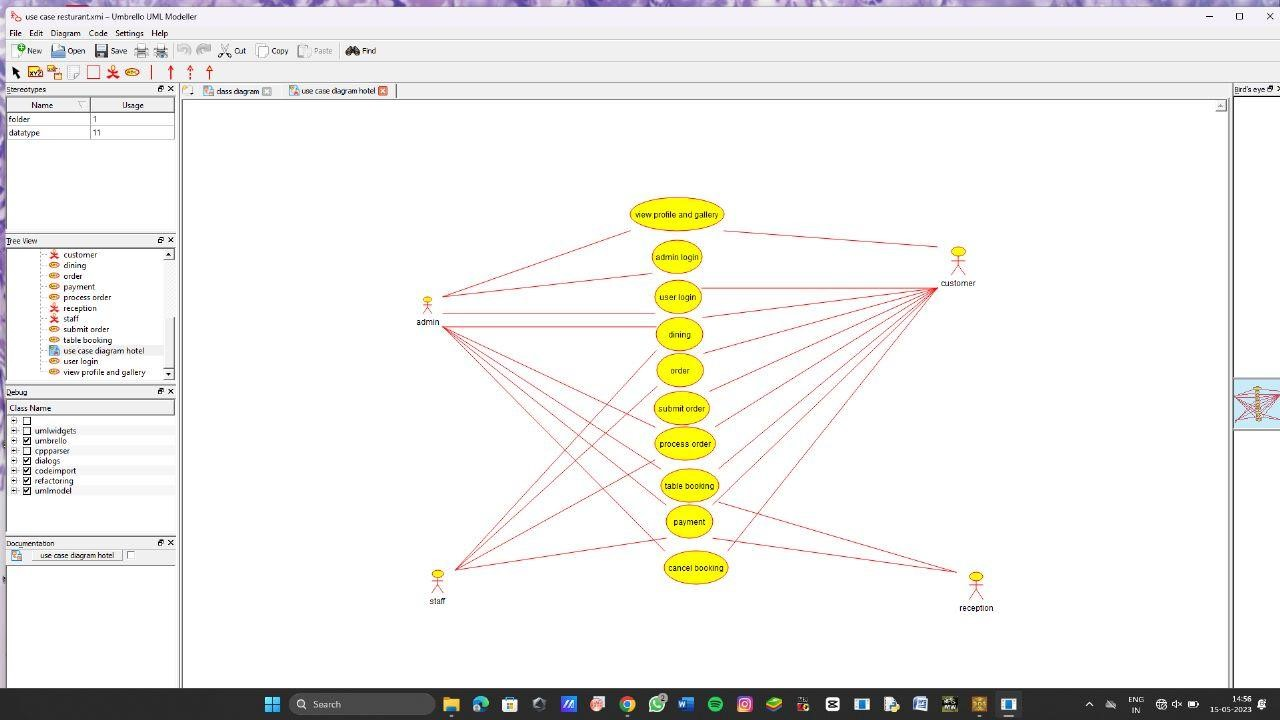 use case resturant.xmi – Umbrello UML Modeller
File Edit Diagram Code Settings Help
New Open Save Cut Copy Paste Find
XYZ
Stereotypes
Name Usage
folder 1
datatype 11
Tree View
customer
dining
order
payment
process order
reception
staff
submit order
table booking
use case diagram hotel
user login
view profile and gallery
Debug
Class Name
umlwidgets
umbrello
cppparser
dialogs
codeimport
refactoring
umlmodel
Documentation
use case diagram hotel
class diagram use case diagram hotel
Bird's eye
view profile and gallery
admin login
customer
user login
admin
dining
order
submit order
process order
table booking
payment
cancel booking
staff
reception
Search
2
ENG
IN
14:56
15-05-2023